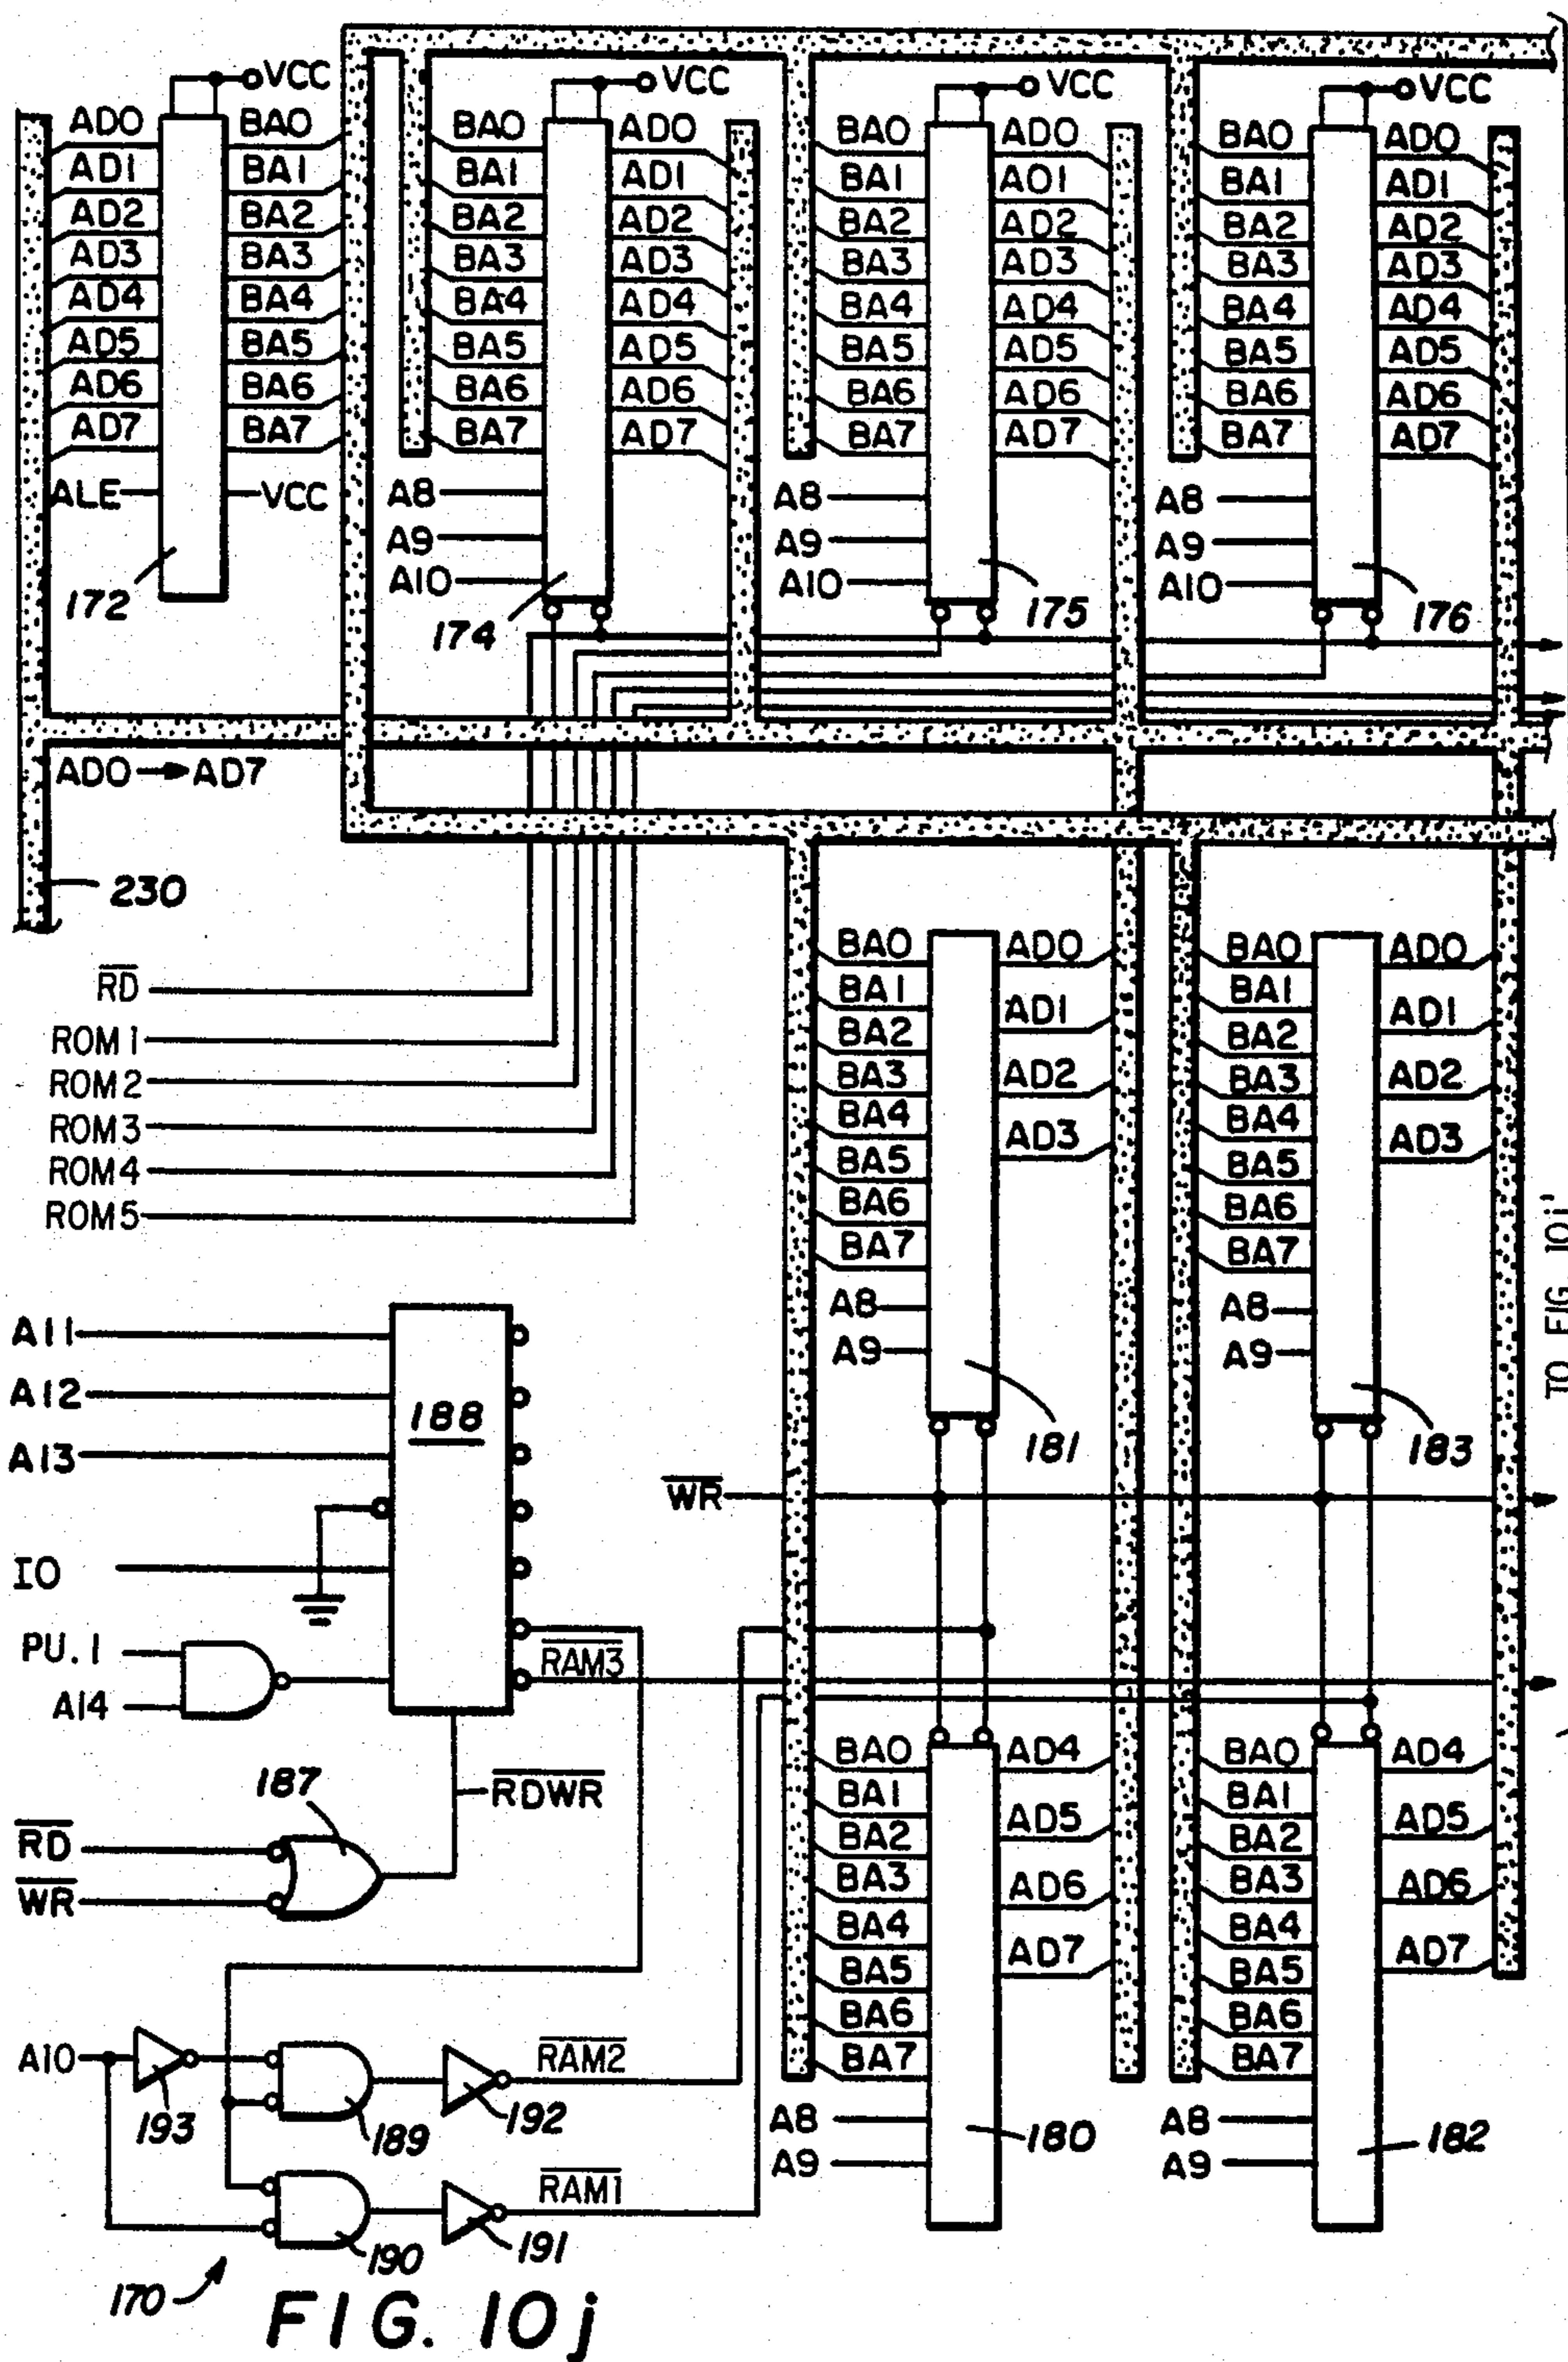 VCC
AD0 BA0
AD1 BA1
AD2 BA2
AD3 BA3
AD4 BA4
AD5 BA5
AD6 BA6
AD7 BA7
ALE VCC
172
VCC
BA0 AD0
BA1 AD1
BA2 AD2
BA3 AD3
BA4 AD4
BA5 AD5
BA6 AD6
BA7 AD7
A8
A9
A10
174
VCC
BA0 AD0
BA1 AO1
BA2 AD2
BA3 AD3
BA4 AD4
BA5 AD5
BA6 AD6
BA7 AD7
A8
A9
A10
175
VCC
BA0 AD0
BA1 AD1
BA2 AD2
BA3 AD3
BA4 AD4
BA5 AD5
BA6 AD6
BA7 AD7
A8
A9
A10
176
AD0→AD7
230
R̅D̅
ROM1
ROM2
ROM3
ROM4
ROM5
BA0 AD0
BA1 AD1
BA2 AD2
BA3 AD3
BA4
BA5
BA6
BA7
A8
A9
181
BA0 AD0
BA1 AD1
BA2 AD2
BA3 AD3
BA4
BA5
BA6
BA7
A8
A9
183
TO FIG 10j'
A11
A12
A13
188
IO
PU.1
A14
R̅A̅M̅3̅
W̅R̅
187
R̅D̅W̅R̅
R̅D̅
W̅R̅
A10
193
189
192
R̅A̅M̅2̅
190
191
R̅A̅M̅1̅
170
BA0 AD4
BA1 AD5
BA2 AD6
BA3 AD7
BA4
BA5
BA6
BA7
A8
A9
180
BA0 AD4
BA1 AD5
BA2 AD6
BA3 AD7
BA4
BA5
BA6
BA7
A8
A9
182
FIG. 10j